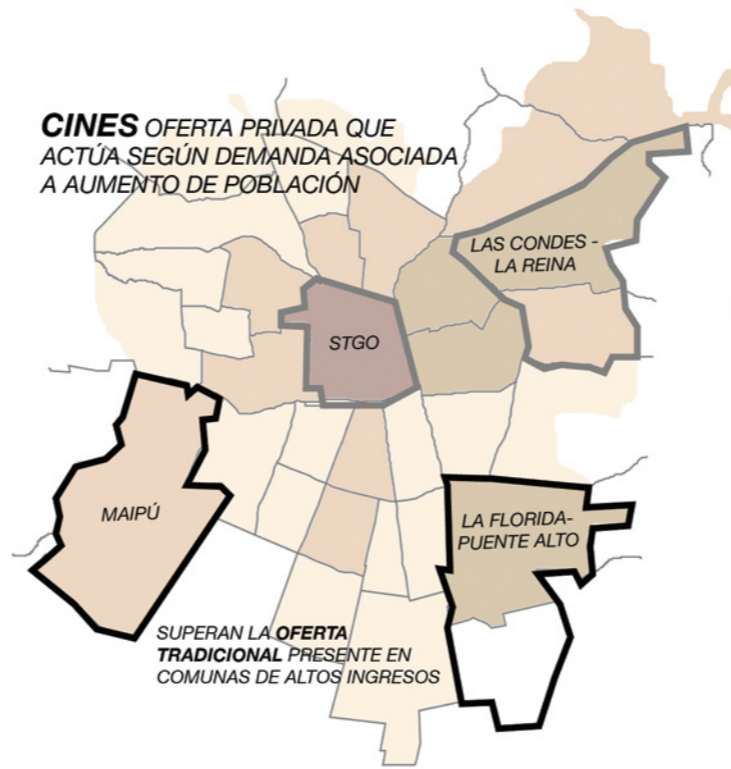 CINES OFERTA PRIVADA QUE
ACTÚA SEGÚN DEMANDA ASOCIADA
A AUMENTO DE POBLACIÓN
LAS CONDES -
LA REINA
STGO
MAIPÚ
LA FLORIDA-
PUENTE ALTO
SUPERAN LA OFERTA
TRADICIONAL PRESENTE EN
COMUNAS DE ALTOS INGRESOS